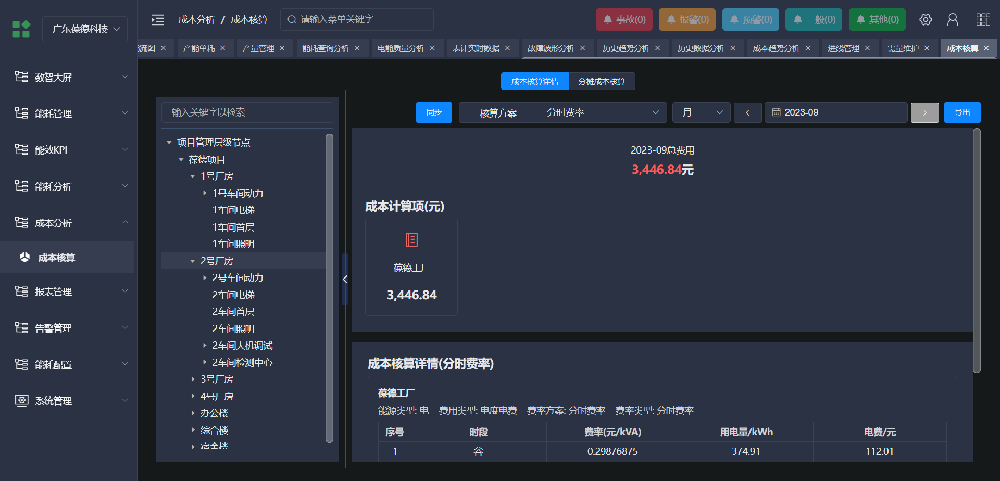 广东葆德科技
成本分析 / 成本核算
请输入菜单关键字
事故(0)
报警(0)
预警(0)
一般(0)
其他(0)
能流图 ×
产能单耗 ×
产量管理 ×
能耗查询分析 ×
电能质量分析 ×
表计实时数据 ×
故障波形分析 ×
历史趋势分析 ×
历史数据分析 ×
成本趋势分析 ×
进线管理 ×
需量维护 ×
成本核算 ×
数智大屏
能耗管理
能效KPI
能耗分析
成本分析
成本核算
报表管理
告警管理
能耗配置
系统管理
成本核算详情
分摊成本核算
输入关键字以检索
项目管理层级节点
葆德项目
1号厂房
1号车间动力
1车间电梯
1车间首层
1车间照明
2号厂房
2号车间动力
2车间电梯
2车间首层
2车间照明
2车间大机调试
2车间检测中心
3号厂房
4号厂房
办公楼
综合楼
宿舍楼
同步
核算方案
分时费率
月
2023-09
导出
2023-09总费用
3,446.84元
成本计算项(元)
葆德工厂
3,446.84
成本核算详情(分时费率)
葆德工厂
能源类型: 电 费用类型: 电度电费 费率方案: 分时费率 费率类型: 分时费率
序号 时段 费率(元/kVA) 用电量/kWh 电费/元
1 谷 0.29876875 374.91 112.01